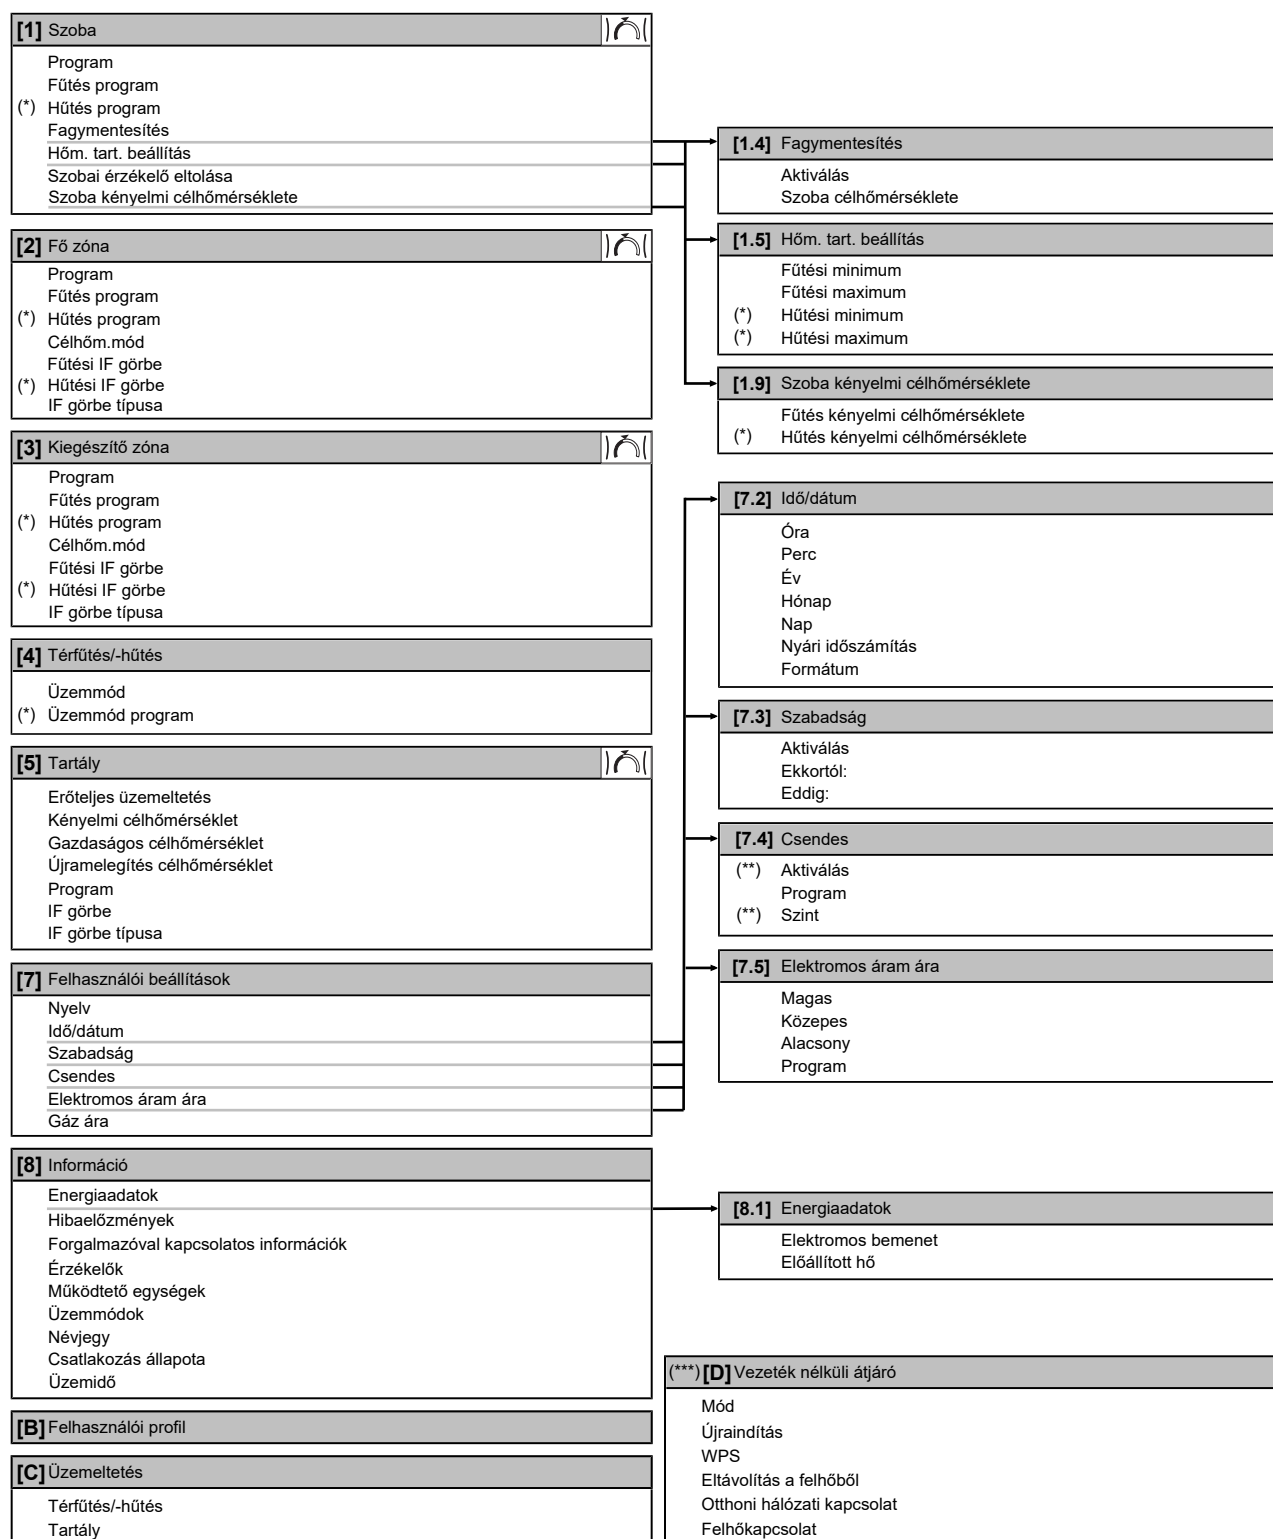 [1] Szoba
Program
Fűtés program
(*) Hűtés program
Fagymentesítés
Hőm. tart. beállítás
Szobai érzékelő eltolása
Szoba kényelmi célhőmérséklete
[2] Fő zóna
Program
Fűtés program
(*) Hűtés program
Célhőm.mód
Fűtési IF görbe
(*) Hűtési IF görbe
IF görbe típusa
[3] Kiegészítő zóna
Program
Fűtés program
(*) Hűtés program
Célhőm.mód
Fűtési IF görbe
(*) Hűtési IF görbe
IF görbe típusa
[4] Térfűtés/-hűtés
Üzemmód
(*) Üzemmód program
[5] Tartály
Erőteljes üzemeltetés
Kényelmi célhőmérséklet
Gazdaságos célhőmérséklet
Újramelegítés célhőmérséklet
Program
IF görbe
IF görbe típusa
[7] Felhasználói beállítások
Nyelv
Idő/dátum
Szabadság
Csendes
Elektromos áram ára
Gáz ára
[8] Információ
Energiaadatok
Hibaelőzmények
Forgalmazóval kapcsolatos információk
Érzékelők
Működtető egységek
Üzemmódok
Névjegy
Csatlakozás állapota
Üzemidő
[B] Felhasználói profil
[C] Üzemeltetés
Térfűtés/-hűtés
Tartály
[1.4] Fagymentesítés
Aktiválás
Szoba célhőmérséklete
[1.5] Hőm. tart. beállítás
Fűtési minimum
Fűtési maximum
(*) Hűtési minimum
(*) Hűtési maximum
[1.9] Szoba kényelmi célhőmérséklete
Fűtés kényelmi célhőmérséklete
(*) Hűtés kényelmi célhőmérséklete
[7.2] Idő/dátum
Óra
Perc
Év
Hónap
Nap
Nyári időszámítás
Formátum
[7.3] Szabadság
Aktiválás
Ekkortól:
Eddig:
[7.4] Csendes
(**) Aktiválás
Program
(**) Szint
[7.5] Elektromos áram ára
Magas
Közepes
Alacsony
Program
[8.1] Energiaadatok
Elektromos bemenet
Előállított hő
(***) [D] Vezeték nélküli átjáró
Mód
Újraindítás
WPS
Eltávolítás a felhőből
Otthoni hálózati kapcsolat
Felhőkapcsolat